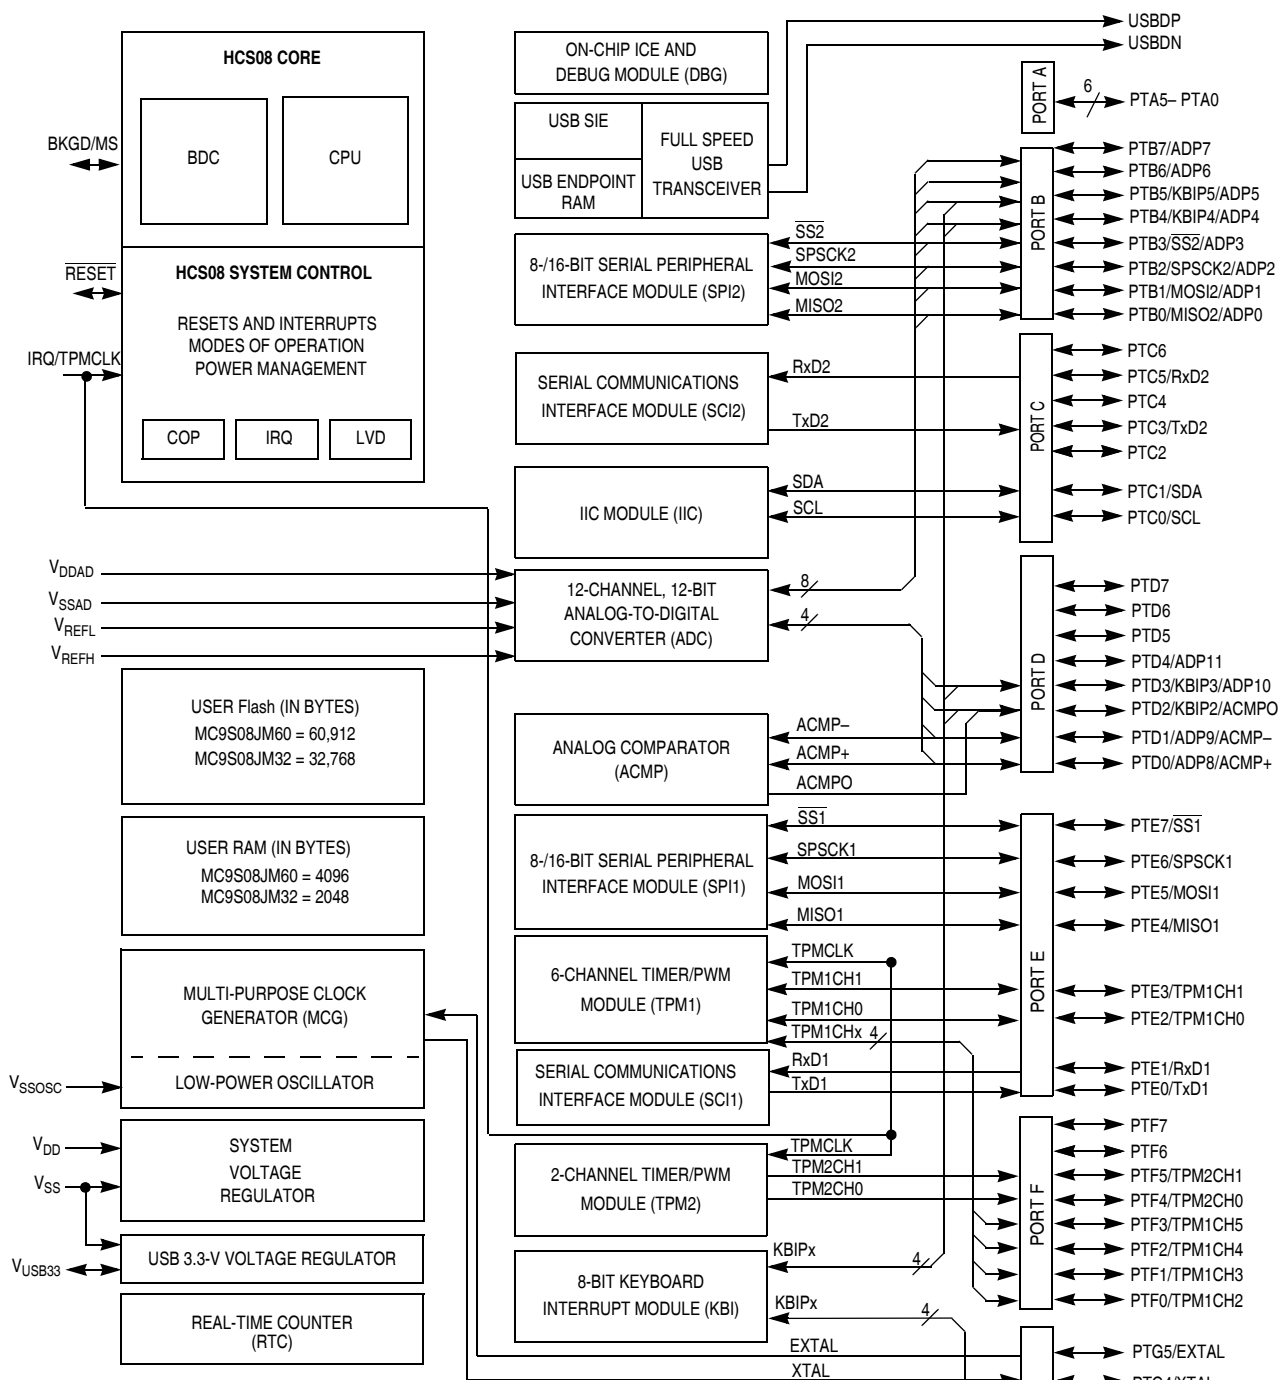 HCS08 CORE
BDC
CPU
BKGD/MS
HCS08 SYSTEM CONTROL
RESET
RESETS AND INTERRUPTS
MODES OF OPERATION
POWER MANAGEMENT
IRQ/TPMCLK
COP
IRQ
LVD
VDDAD
VSSAD
VREFL
VREFH
USER Flash (IN BYTES)
MC9S08JM60 = 60,912
MC9S08JM32 = 32,768
USER RAM (IN BYTES)
MC9S08JM60 = 4096
MC9S08JM32 = 2048
MULTI-PURPOSE CLOCK
GENERATOR (MCG)
LOW-POWER OSCILLATOR
VSSOSC
VDD
VSS
SYSTEM
VOLTAGE
REGULATOR
VUSB33
USB 3.3-V VOLTAGE REGULATOR
REAL-TIME COUNTER
(RTC)
ON-CHIP ICE AND
DEBUG MODULE (DBG)
USB SIE
USB ENDPOINT
RAM
FULL SPEED
USB
TRANSCEIVER
8-/16-BIT SERIAL PERIPHERAL
INTERFACE MODULE (SPI2)
SS2
SPSCK2
MOSI2
MISO2
SERIAL COMMUNICATIONS
INTERFACE MODULE (SCI2)
RxD2
TxD2
IIC MODULE (IIC)
SDA
SCL
12-CHANNEL, 12-BIT
ANALOG-TO-DIGITAL
CONVERTER (ADC)
8
4
ANALOG COMPARATOR
(ACMP)
ACMP–
ACMP+
ACMPO
8-/16-BIT SERIAL PERIPHERAL
INTERFACE MODULE (SPI1)
SS1
SPSCK1
MOSI1
MISO1
6-CHANNEL TIMER/PWM
MODULE (TPM1)
TPMCLK
TPM1CH1
TPM1CH0
TPM1CHx 4
SERIAL COMMUNICATIONS
INTERFACE MODULE (SCI1)
RxD1
TxD1
2-CHANNEL TIMER/PWM
MODULE (TPM2)
TPMCLK
TPM2CH1
TPM2CH0
8-BIT KEYBOARD
INTERRUPT MODULE (KBI)
KBIPx
4
KBIPx
4
EXTAL
XTAL
USBDP
USBDN
PORT A
6
PTA5– PTA0
PORT B
PTB7/ADP7
PTB6/ADP6
PTB5/KBIP5/ADP5
PTB4/KBIP4/ADP4
PTB3/SS2/ADP3
PTB2/SPSCK2/ADP2
PTB1/MOSI2/ADP1
PTB0/MISO2/ADP0
PORT C
PTC6
PTC5/RxD2
PTC4
PTC3/TxD2
PTC2
PTC1/SDA
PTC0/SCL
PORT D
PTD7
PTD6
PTD5
PTD4/ADP11
PTD3/KBIP3/ADP10
PTD2/KBIP2/ACMPO
PTD1/ADP9/ACMP–
PTD0/ADP8/ACMP+
PORT E
PTE7/SS1
PTE6/SPSCK1
PTE5/MOSI1
PTE4/MISO1
PTE3/TPM1CH1
PTE2/TPM1CH0
PTE1/RxD1
PTE0/TxD1
PORT F
PTF7
PTF6
PTF5/TPM2CH1
PTF4/TPM2CH0
PTF3/TPM1CH5
PTF2/TPM1CH4
PTF1/TPM1CH3
PTF0/TPM1CH2
PTG5/EXTAL